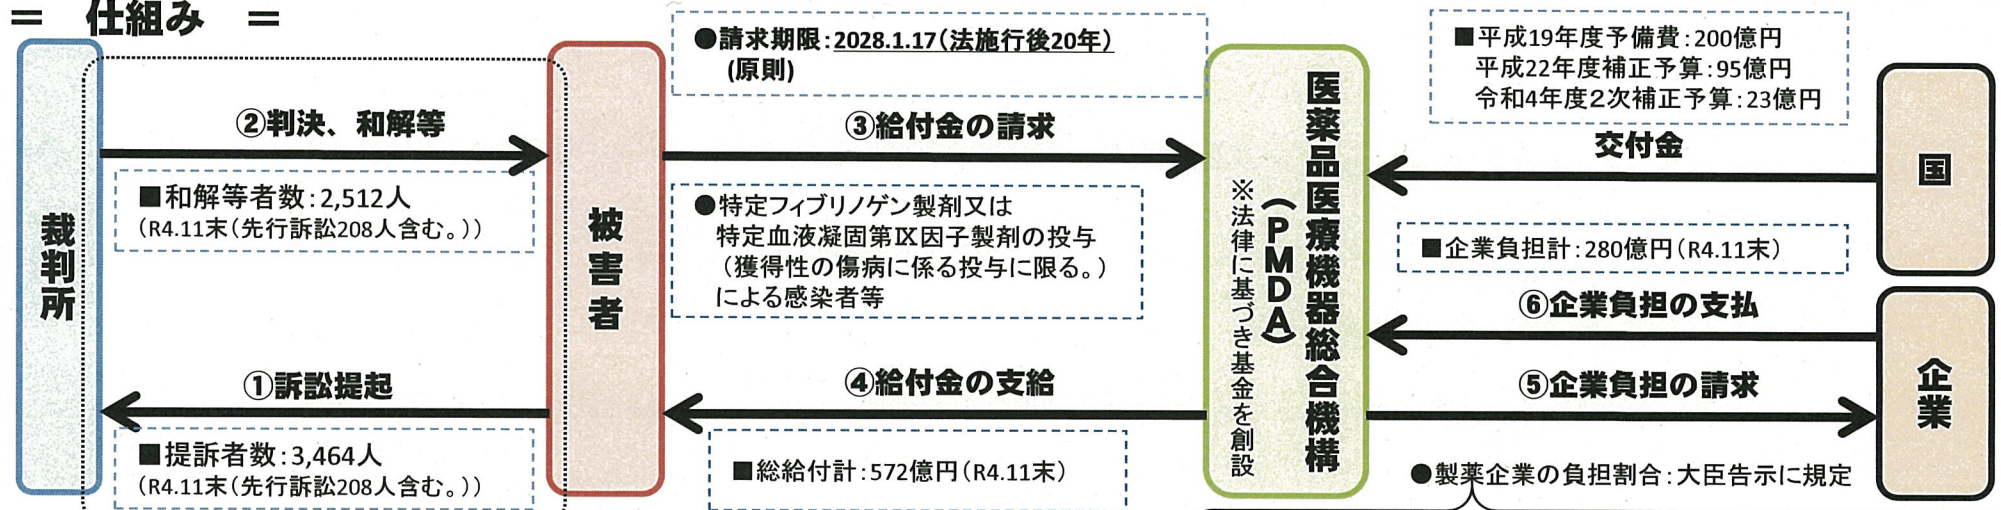 ＝　仕組み　＝
裁判所
②判決、和解等
■和解等者数：2,512人
（R4.11末（先行訴訟208人含む。））
①訴訟提起
■提訴者数：3,464人
（R4.11末（先行訴訟208人含む。））
被害者
●請求期限：2028.1.17（法施行後20年）
(原則)
③給付金の請求
●特定フィブリノゲン製剤又は
特定血液凝固第Ⅸ因子製剤の投与
（獲得性の傷病に係る投与に限る。）
による感染者等
④給付金の支給
■総給付計：572億円（R4.11末）
医薬品医療機器総合機構
（PMDA）
※法律に基づき基金を創設
■平成19年度予備費：200億円
平成22年度補正予算：95億円
令和4年度２次補正予算：23億円
交付金
国
■企業負担計：280億円（R4.11末）
⑥企業負担の支払
⑤企業負担の請求
企業
●製薬企業の負担割合：大臣告示に規定